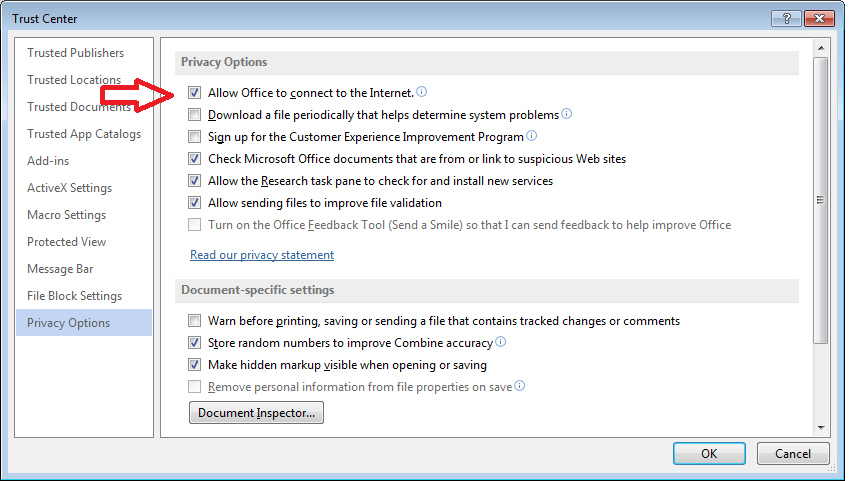 Trust Center
Trusted Publishers
Trusted Locations
Trusted Documents
Trusted App Catalogs
Add-ins
ActiveX Settings
Macro Settings
Protected View
Message Bar
File Block Settings
Privacy Options
Privacy Options
Allow Office to connect to the Internet.
Download a file periodically that helps determine system problems
Sign up for the Customer Experience Improvement Program
Check Microsoft Office documents that are from or link to suspicious Web sites
Allow the Research task pane to check for and install new services
Allow sending files to improve file validation
Turn on the Office Feedback Tool (Send a Smile) so that I can send feedback to help improve Office
Read our privacy statement
Document-specific settings
Warn before printing, saving or sending a file that contains tracked changes or comments
Store random numbers to improve Combine accuracy
Make hidden markup visible when opening or saving
Remove personal information from file properties on save
Document Inspector...
OK
Cancel